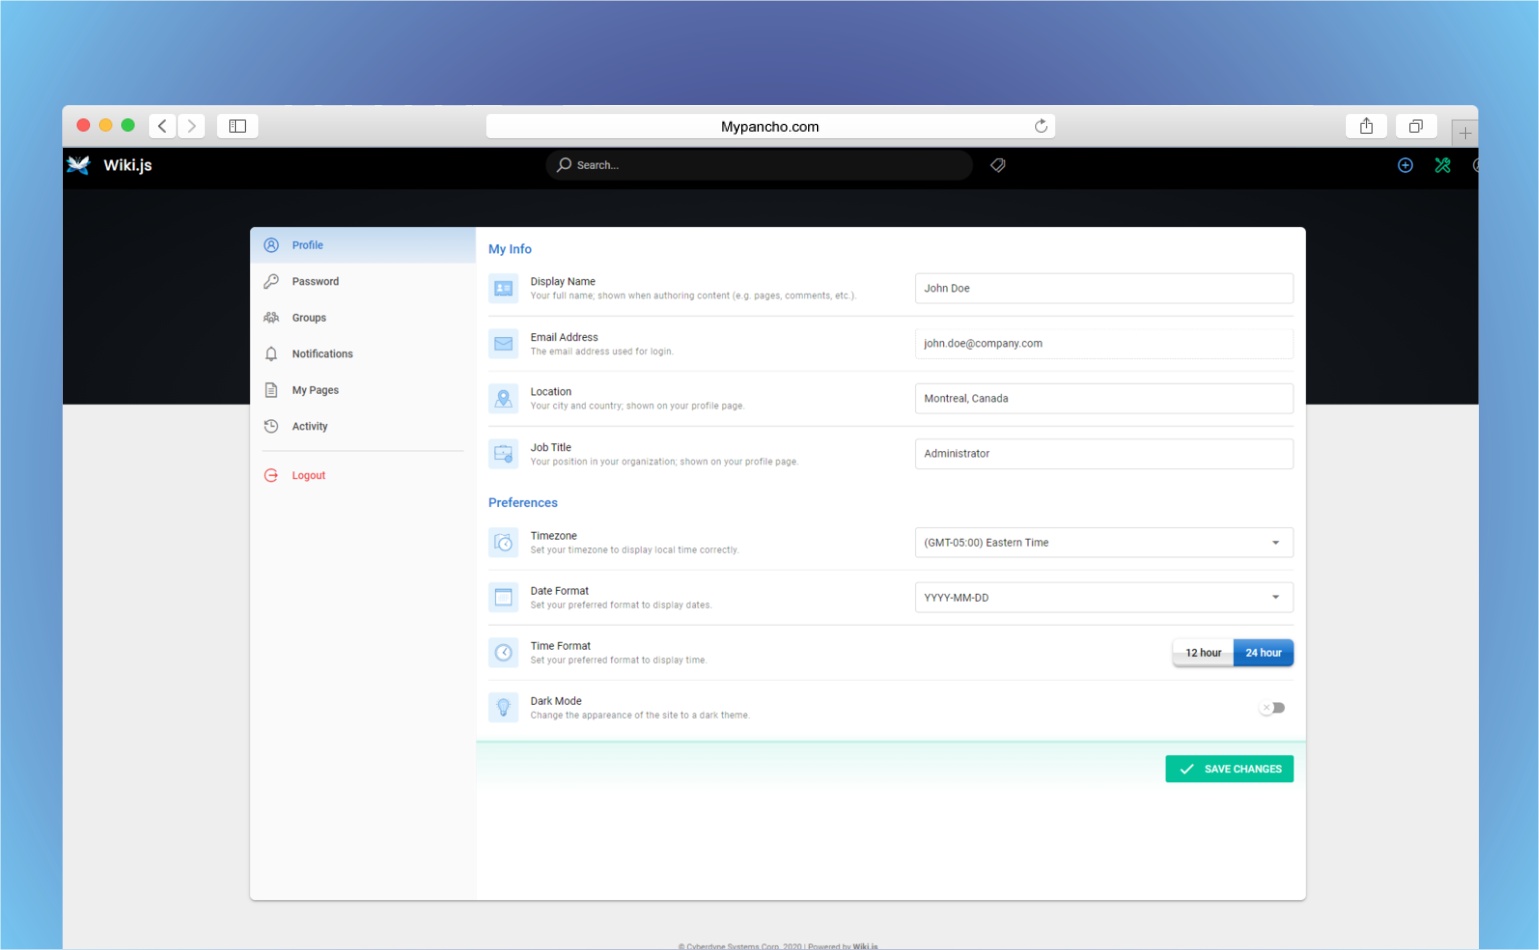 Mypancho.com
Wiki.js
Search...
Profile
Password
Groups
Notifications
My Pages
Activity
Logout
My Info
Display Name
Your full name; shown when authoring content (e.g. pages, comments, etc.).
John Doe
Email Address
The email address used for login.
john.doe@company.com
Location
Your city and country; shown on your profile page.
Montreal, Canada
Job Title
Your position in your organization; shown on your profile page.
Administrator
Preferences
Timezone
Set your timezone to display local time correctly.
(GMT-05:00) Eastern Time
Date Format
Set your preferred format to display dates.
YYYY-MM-DD
Time Format
Set your preferred format to display time.
12 hour
24 hour
Dark Mode
Change the appareance of the site to a dark theme.
SAVE CHANGES
© Cyberdyne Systems Corp. 2020 | Powered by Wiki.js